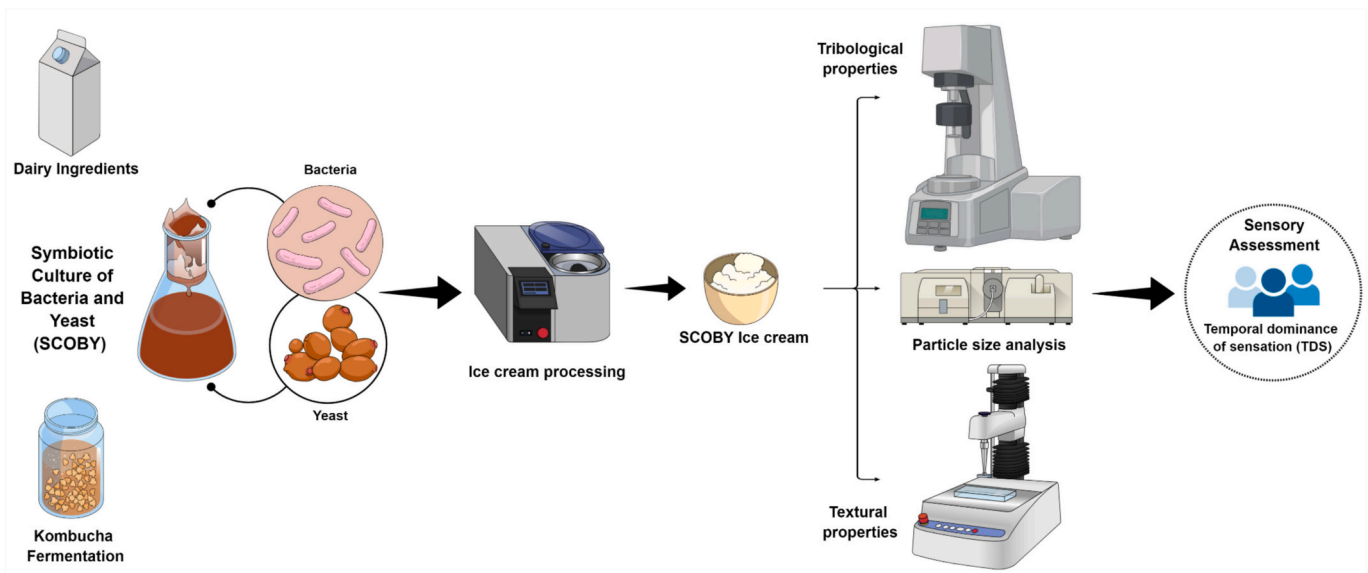 Dairy Ingredients
Symbiotic
Culture of
Bacteria and
Yeast
(SCOBY)
Kombucha
Fermentation
Bacteria
Yeast
Ice cream processing
SCOBY Ice cream
Tribological
properties
Particle size analysis
Textural
properties
Sensory
Assessment
Temporal dominance
of sensation (TDS)